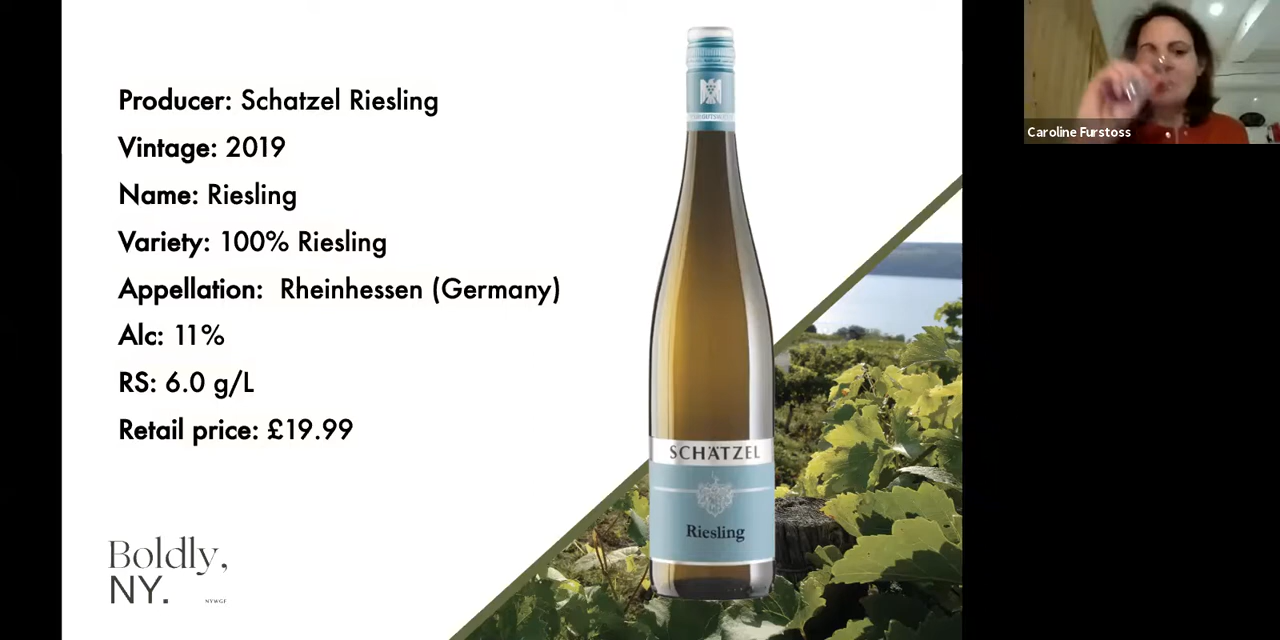 Producer: Schatzel Riesling
Vintage: 2019
Name: Riesling
Variety: 100% Riesling
Appellation: Rheinhessen (Germany)
Alc: 11%
RS: 6.0 g/L
Retail price: £19.99
SCHÄTZEL
Riesling
Boldly,
NY.
NYWGF
Caroline Furstoss